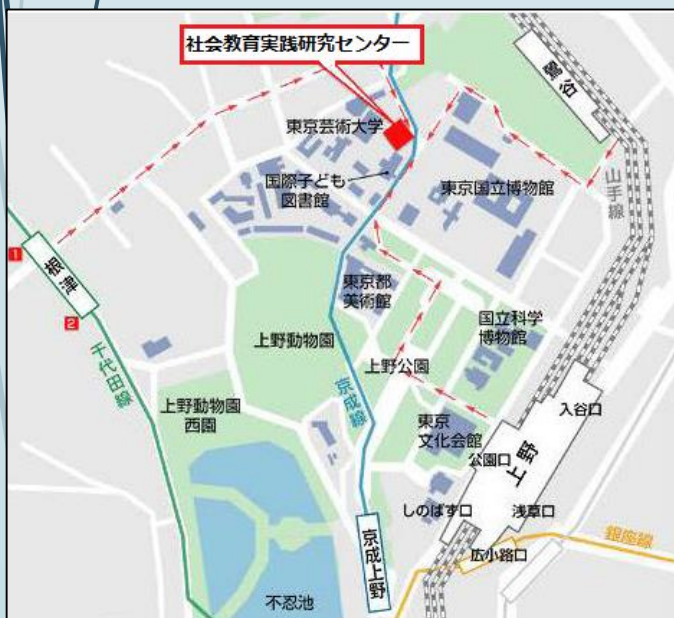 社会教育実践研究センター
鶯谷
東京芸術大学
山手線
国際子ども
図書館
東京国立博物館
1
根津
2
東京都
美術館
国立科学
博物館
上野動物園
上野公園
千代田線
京成線
上野動物園
西園
東京
文化会館
入谷口
公園口
上野
しのばず口
浅草口
銀座線
広小路口
京成上野
不忍池